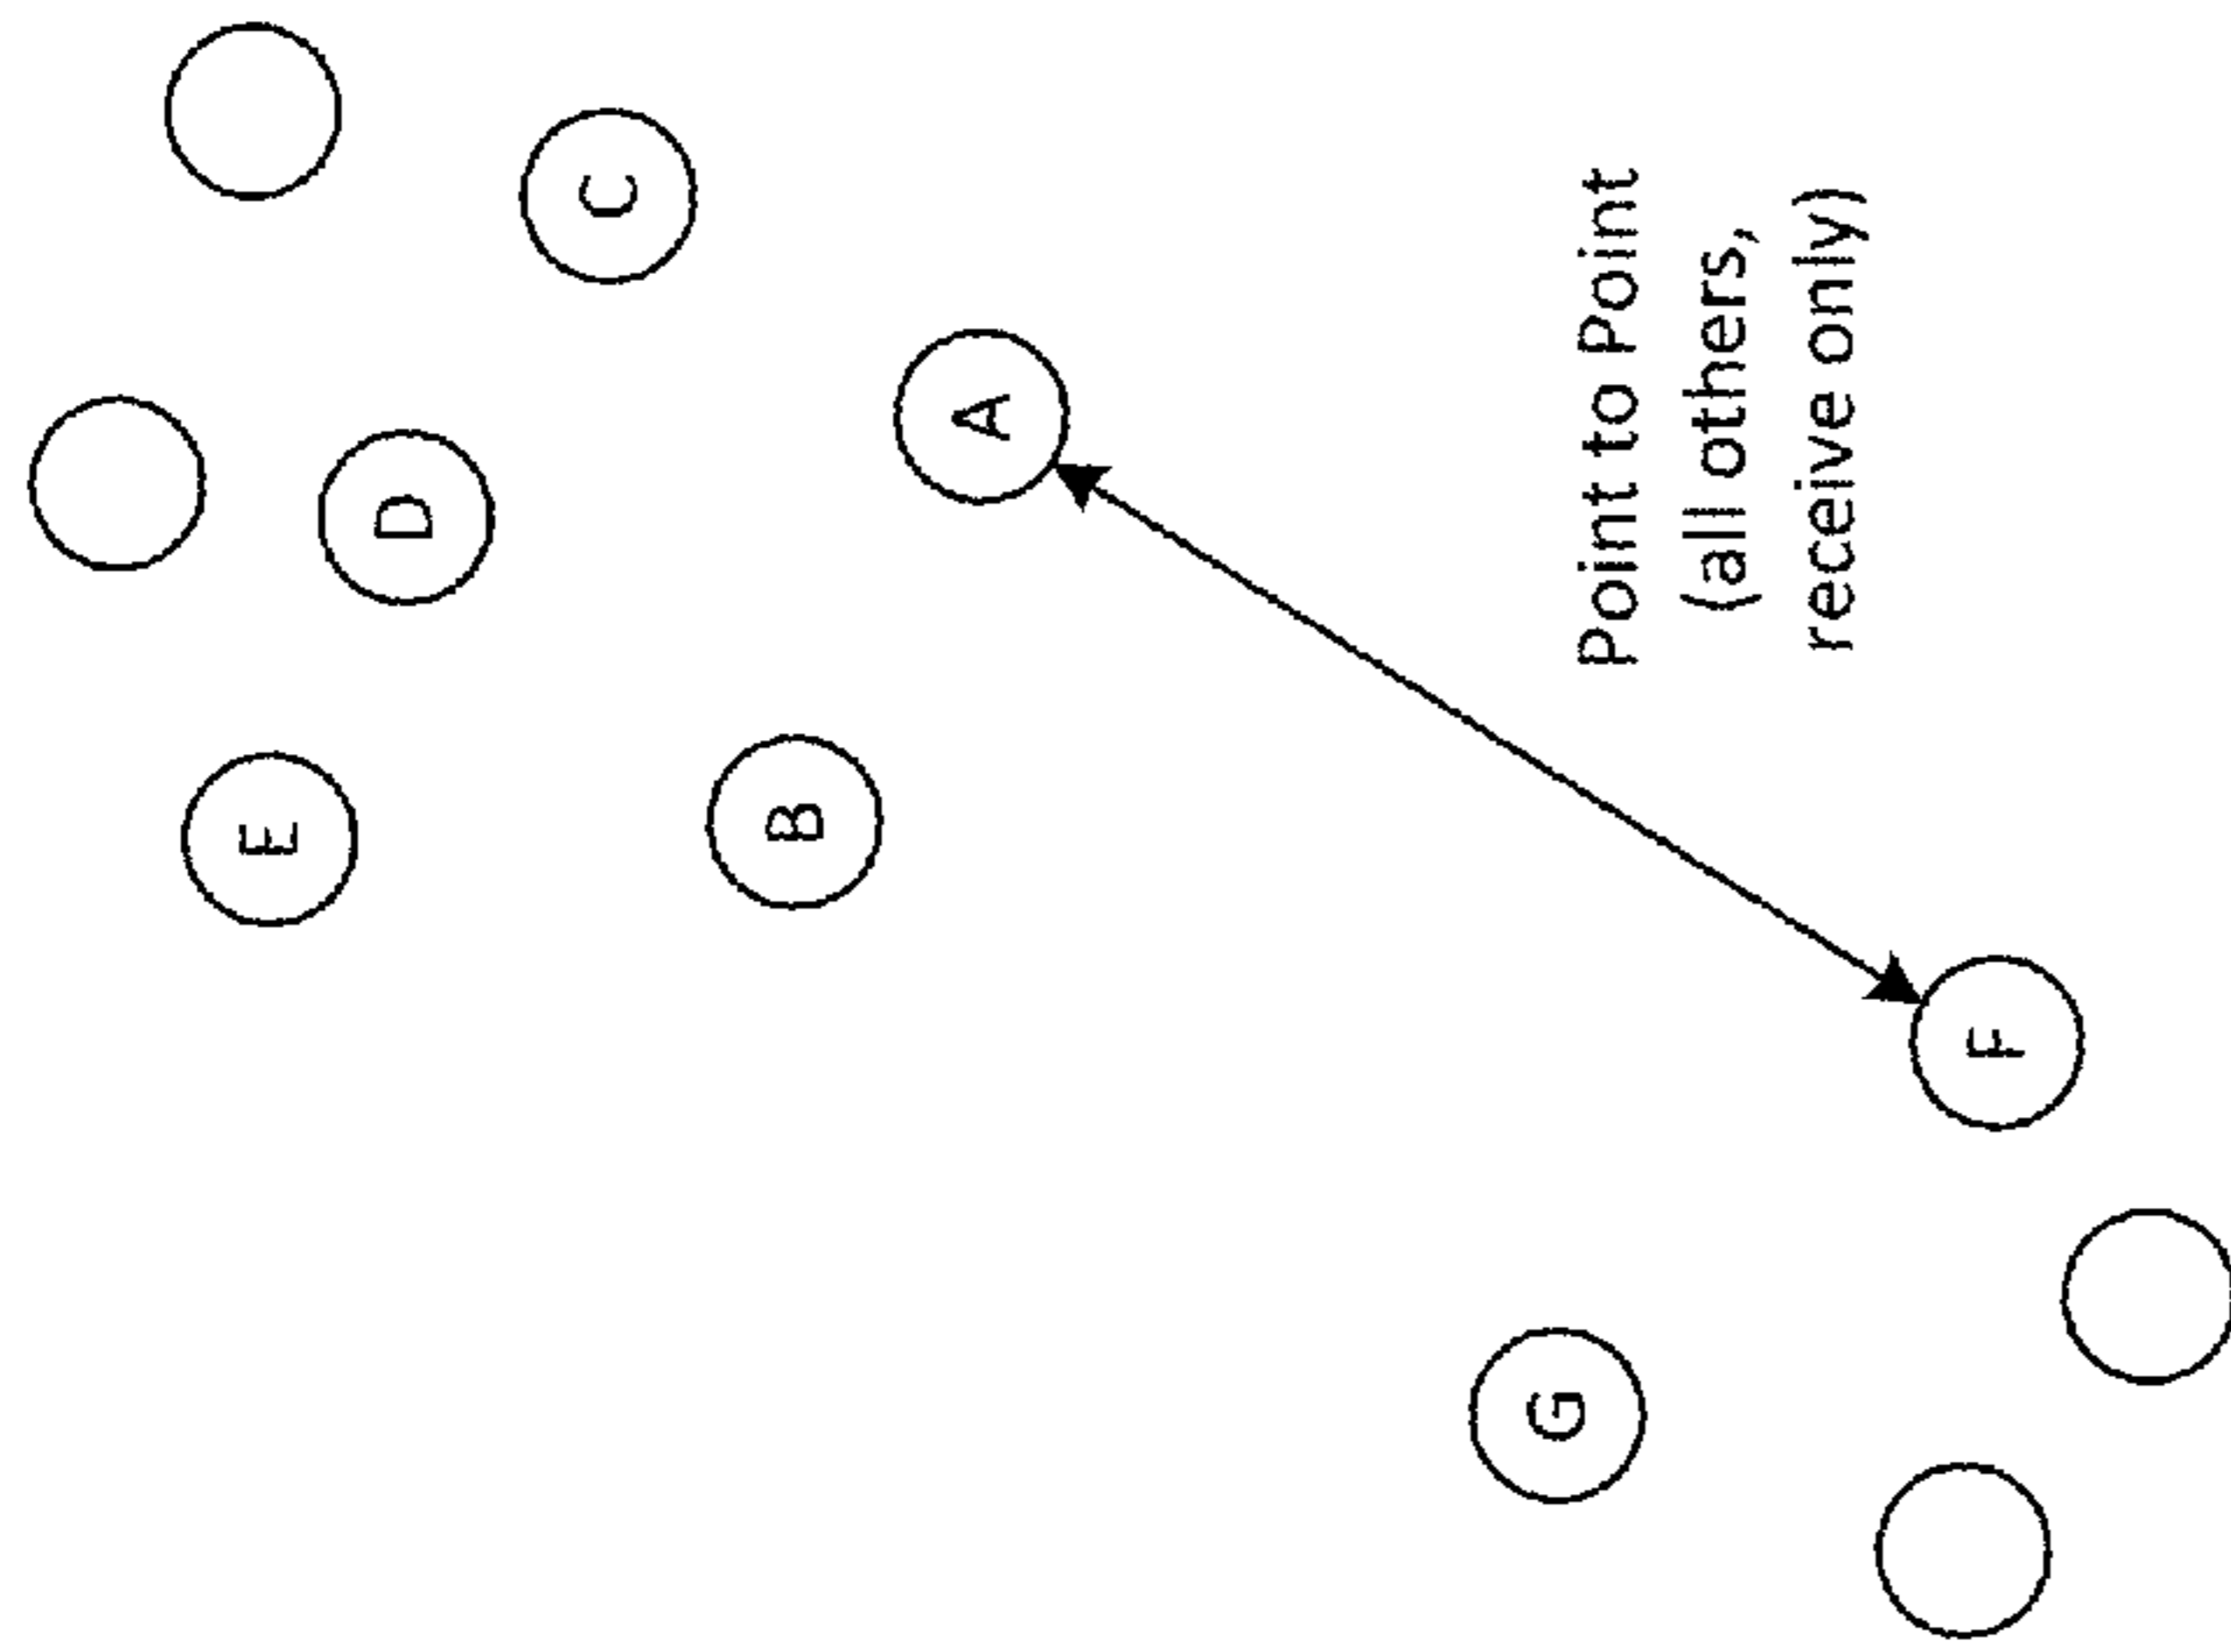 E
D
C
B
A
G
Point to Point
(all others,
receive only)
F